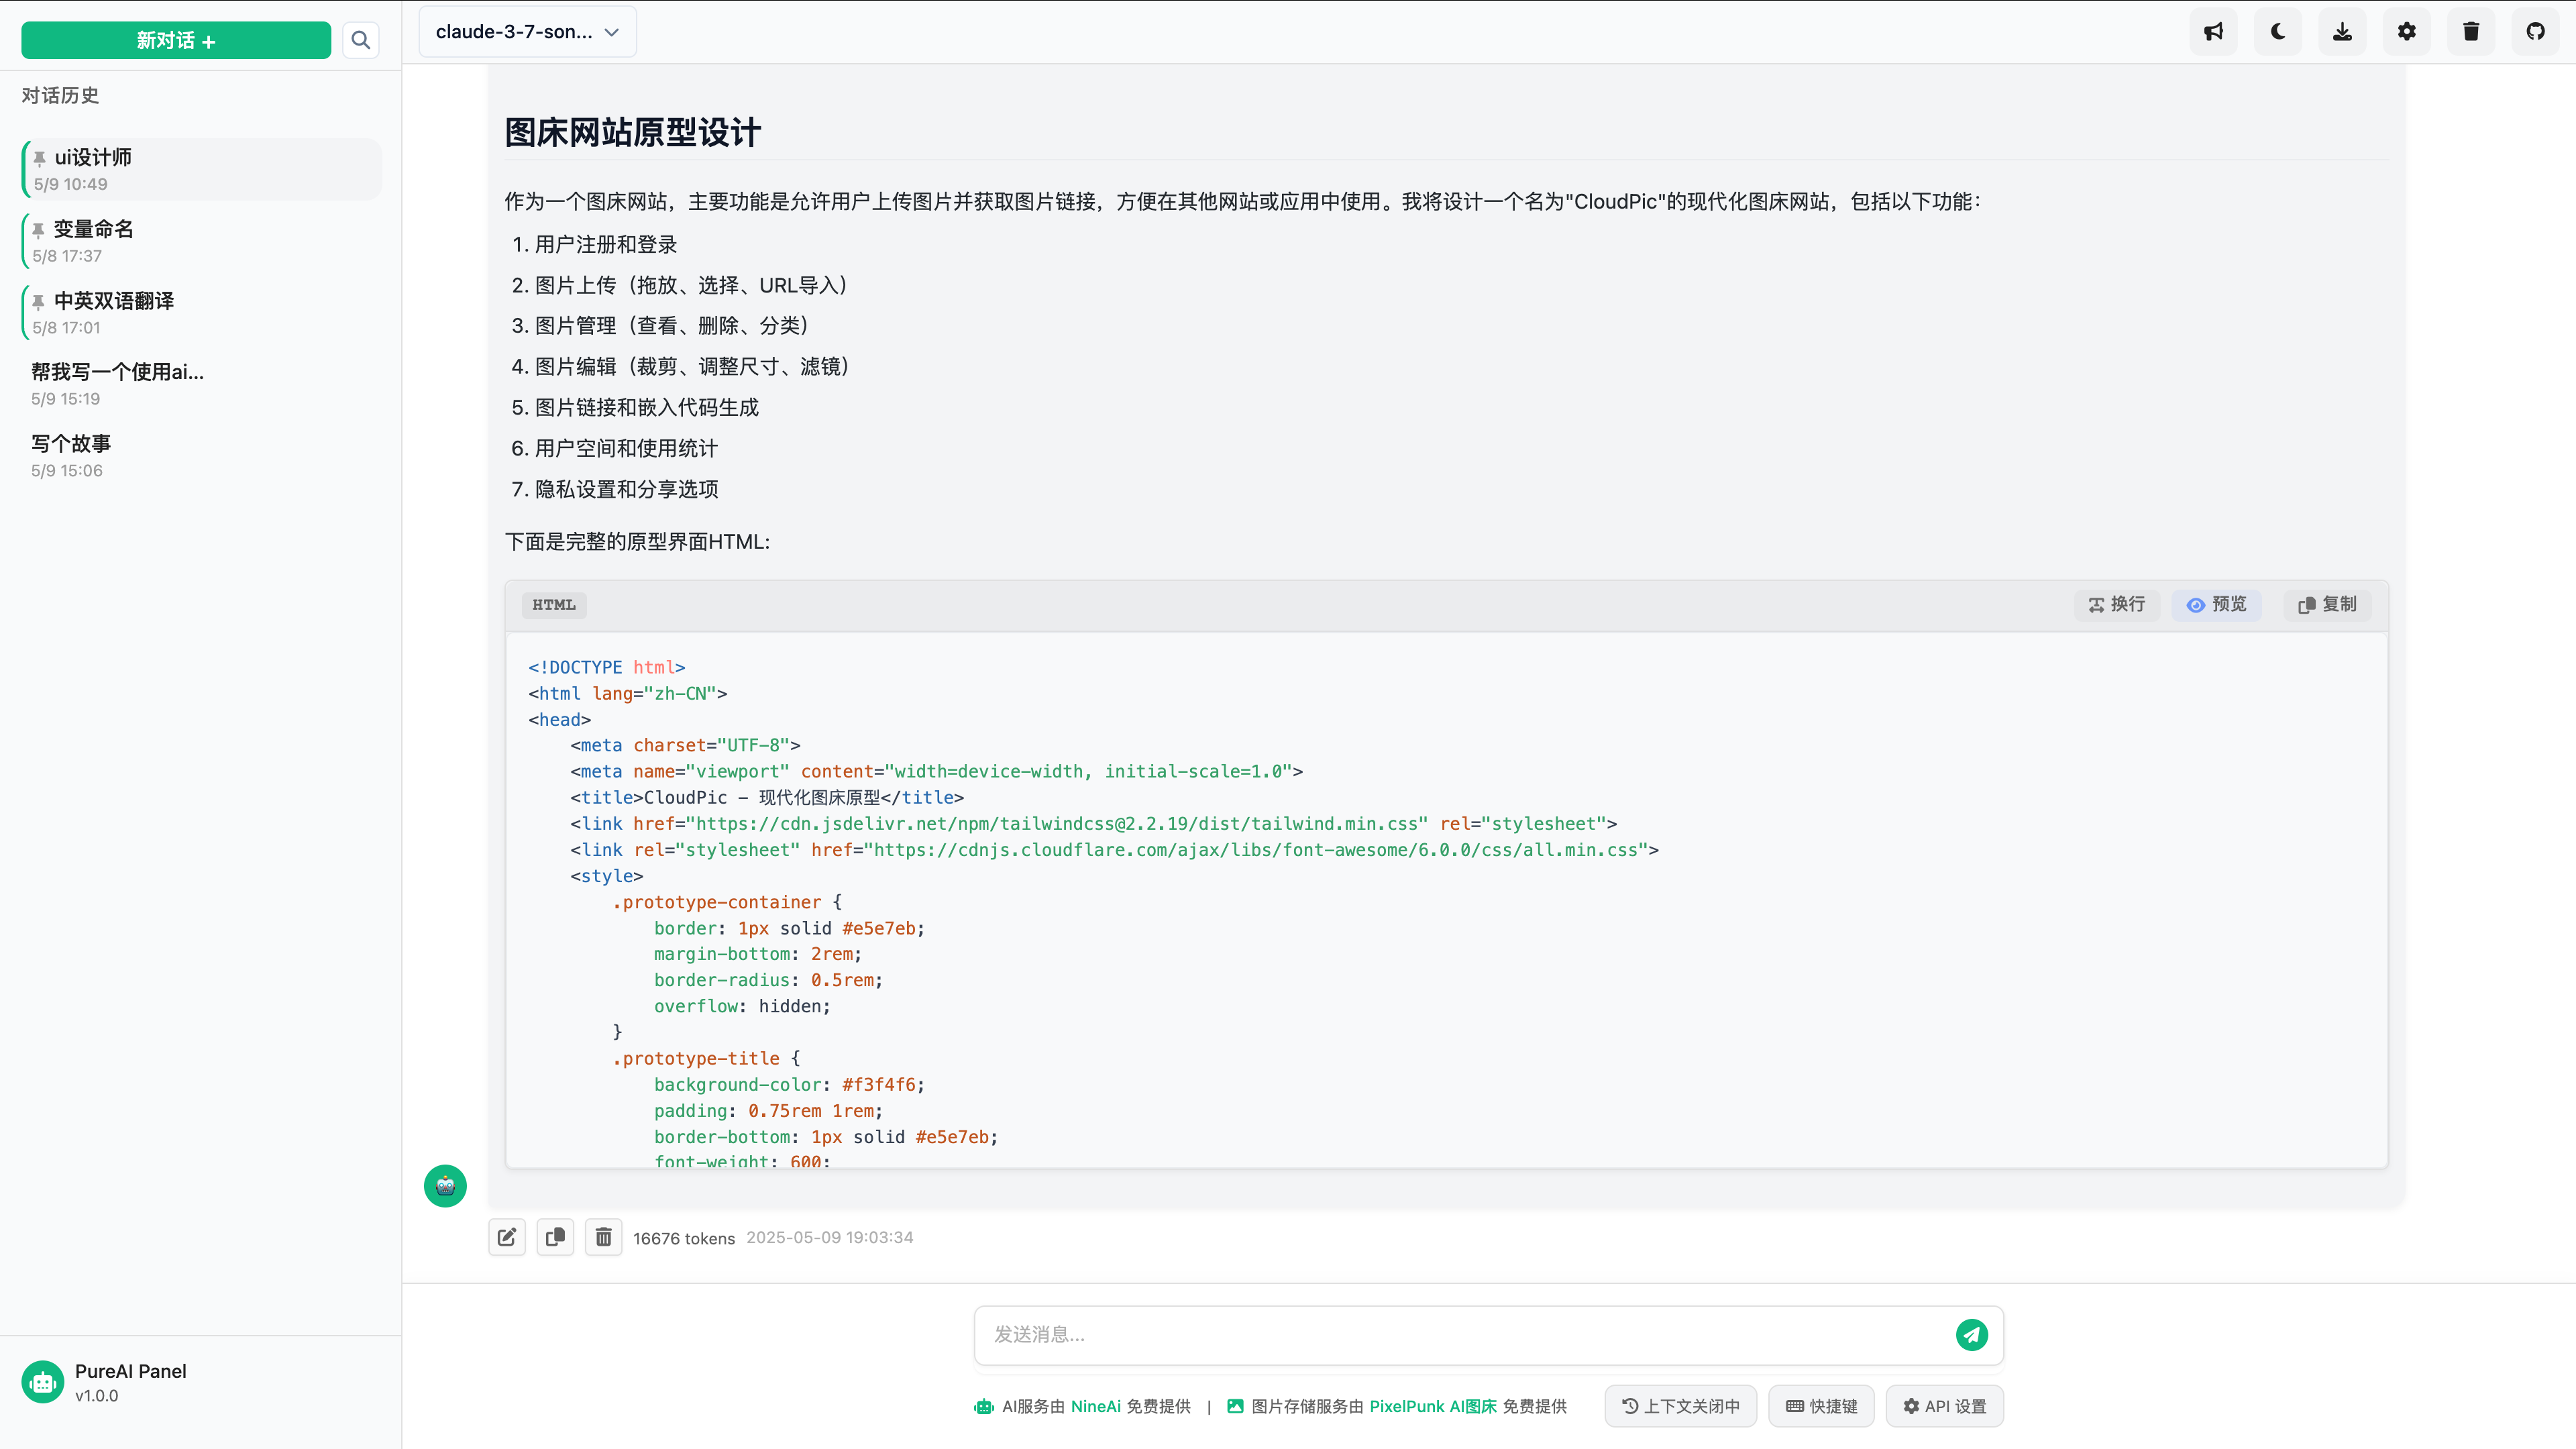 新对话 +
claude-3-7-son...
对话历史
ui设计师
5/9 10:49
变量命名
5/8 17:37
中英双语翻译
5/8 17:01
帮我写一个使用ai...
5/9 15:19
写个故事
5/9 15:06
图床网站原型设计
作为一个图床网站，主要功能是允许用户上传图片并获取图片链接，方便在其他网站或应用中使用。我将设计一个名为"CloudPic"的现代化图床网站，包括以下功能：
1. 用户注册和登录
2. 图片上传（拖放、选择、URL导入）
3. 图片管理（查看、删除、分类）
4. 图片编辑（裁剪、调整尺寸、滤镜）
5. 图片链接和嵌入代码生成
6. 用户空间和使用统计
7. 隐私设置和分享选项
下面是完整的原型界面HTML:
HTML 换行 预览 复制
<!DOCTYPE html>
<html lang="zh-CN">
<head>
    <meta charset="UTF-8">
    <meta name="viewport" content="width=device-width, initial-scale=1.0">
    <title>CloudPic - 现代化图床原型</title>
    <link href="https://cdn.jsdelivr.net/npm/tailwindcss@2.2.19/dist/tailwind.min.css" rel="stylesheet">
    <link rel="stylesheet" href="https://cdnjs.cloudflare.com/ajax/libs/font-awesome/6.0.0/css/all.min.css">
    <style>
        .prototype-container {
            border: 1px solid #e5e7eb;
            margin-bottom: 2rem;
            border-radius: 0.5rem;
            overflow: hidden;
        }
        .prototype-title {
            background-color: #f3f4f6;
            padding: 0.75rem 1rem;
            border-bottom: 1px solid #e5e7eb;
            font-weight: 600;
16676 tokens 2025-05-09 19:03:34
发送消息...
AI服务由 NineAi 免费提供 | 图片存储服务由 PixelPunk AI图床 免费提供
上下文关闭中 快捷键 API 设置
PureAI Panel
v1.0.0